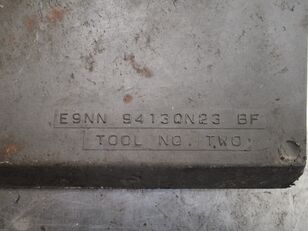 E9NN 9413QN23 BF
TOOL NO. TWO